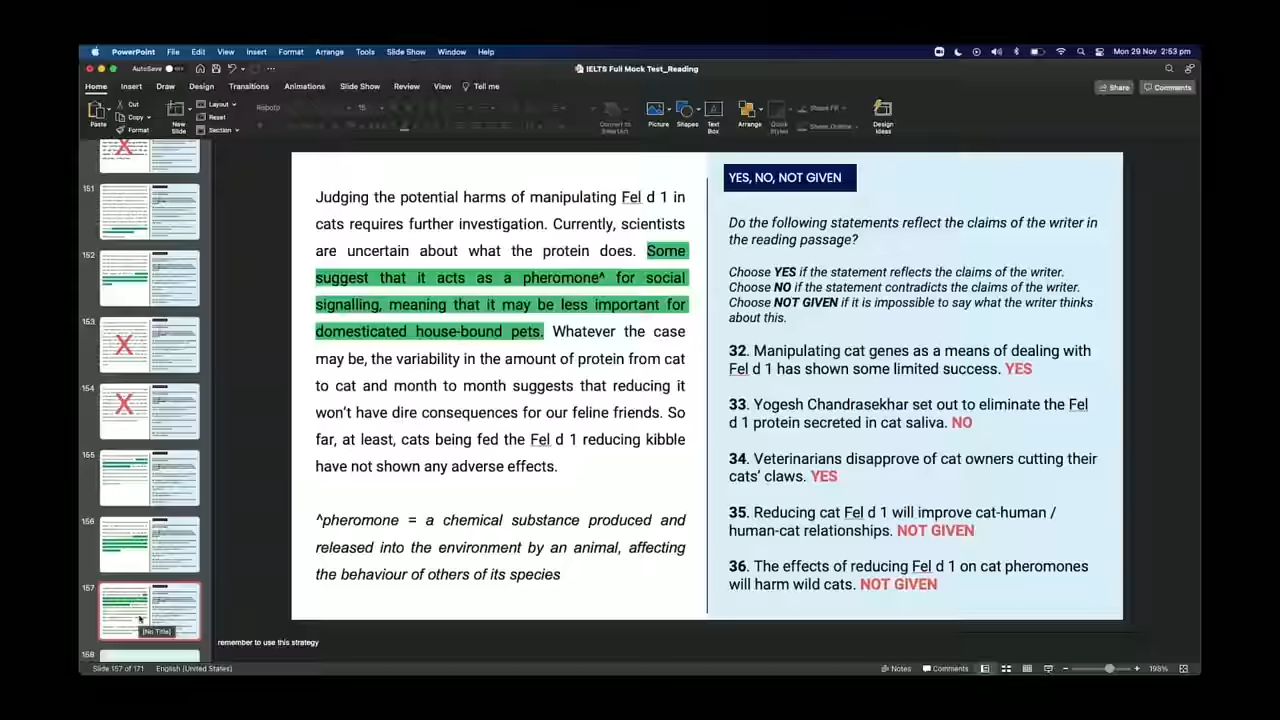 PowerPoint File Edit View Insert Format Arrange Tools Slide Show Window Help Mon 29 Nov 2:53 pm
AutoSave OFF IELTS Full Mock Test_Reading
Home Insert Draw Design Transitions Animations Slide Show Review View Tell me Share Comments
Paste Cut Copy Format New Slide Layout Reset Section Roboto 15 Convert to SmartArt Picture Shapes Text Box Arrange Quick Styles Shape Fill Shape Outline Design Ideas
151
152
153
154
155
156
157
158
[No Title]
Judging the potential harms of manipulating Fel d 1 in
cats requires further investigation. Currently, scientists
are uncertain about what the protein does. Some
suggest that it acts as a pheromone^ for social
signalling, meaning that it may be less important for
domesticated house-bound pets. Whatever the case
may be, the variability in the amount of protein from cat
to cat and month to month suggests that reducing it
won't have dire consequences for our feline friends. So
far, at least, cats being fed the Fel d 1 reducing kibble
have not shown any adverse effects.
^pheromone = a chemical substance produced and
released into the environment by an animal, affecting
the behaviour of others of its species
YES, NO, NOT GIVEN
Do the following statements reflect the claims of the writer in
the reading passage?
Choose YES if the statement reflects the claims of the writer.
Choose NO if the statement contradicts the claims of the writer.
Choose NOT GIVEN if it is impossible to say what the writer thinks
about this.
32. Manipulating cat genes as a means of dealing with
Fel d 1 has shown some limited success. YES
33. Yogesh Chandrasekhar set out to eliminate the Fel
d 1 protein secreted in cat saliva. NO
34. Veterinarians disapprove of cat owners cutting their
cats' claws. YES
35. Reducing cat Fel d 1 will improve cat-human /
human-cat relationships. NOT GIVEN
36. The effects of reducing Fel d 1 on cat pheromones
will harm wild cats. NOT GIVEN
remember to use this strategy
Slide 157 of 171 English (United States) Notes Comments 198%